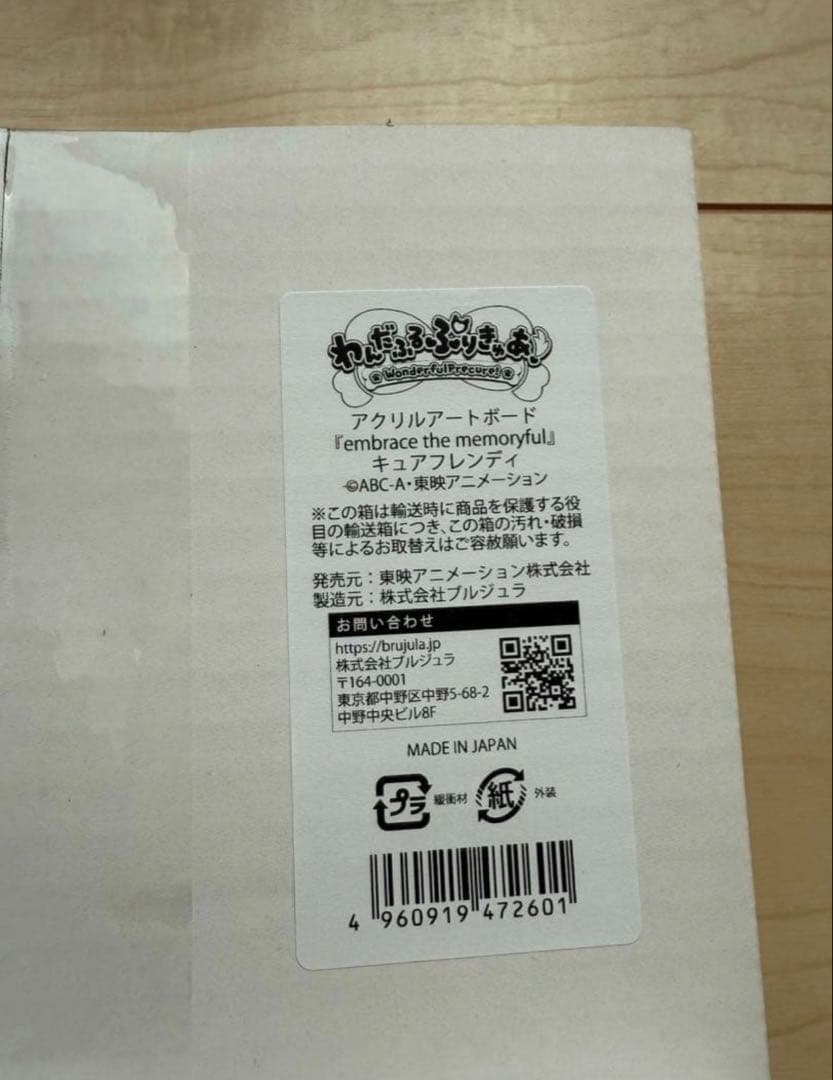 わんだふるぷりきゅあ!
WonderfulPrecure!
アクリルアートボード
『embrace the memoryful』
キュアフレンディ
©ABC-A・東映アニメーション
※この箱は輸送時に商品を保護する役
目の輸送箱につき、この箱の汚れ・破損
等によるお取替えはご容赦願います。
発売元：東映アニメーション株式会社
製造元：株式会社ブルジュラ
お問い合わせ
https://brujula.jp
株式会社ブルジュラ
〒164-0001
東京都中野区中野5-68-2
中野中央ビル8F
MADE IN JAPAN
プラ 緩衝材 紙 外装
4 960919 472601